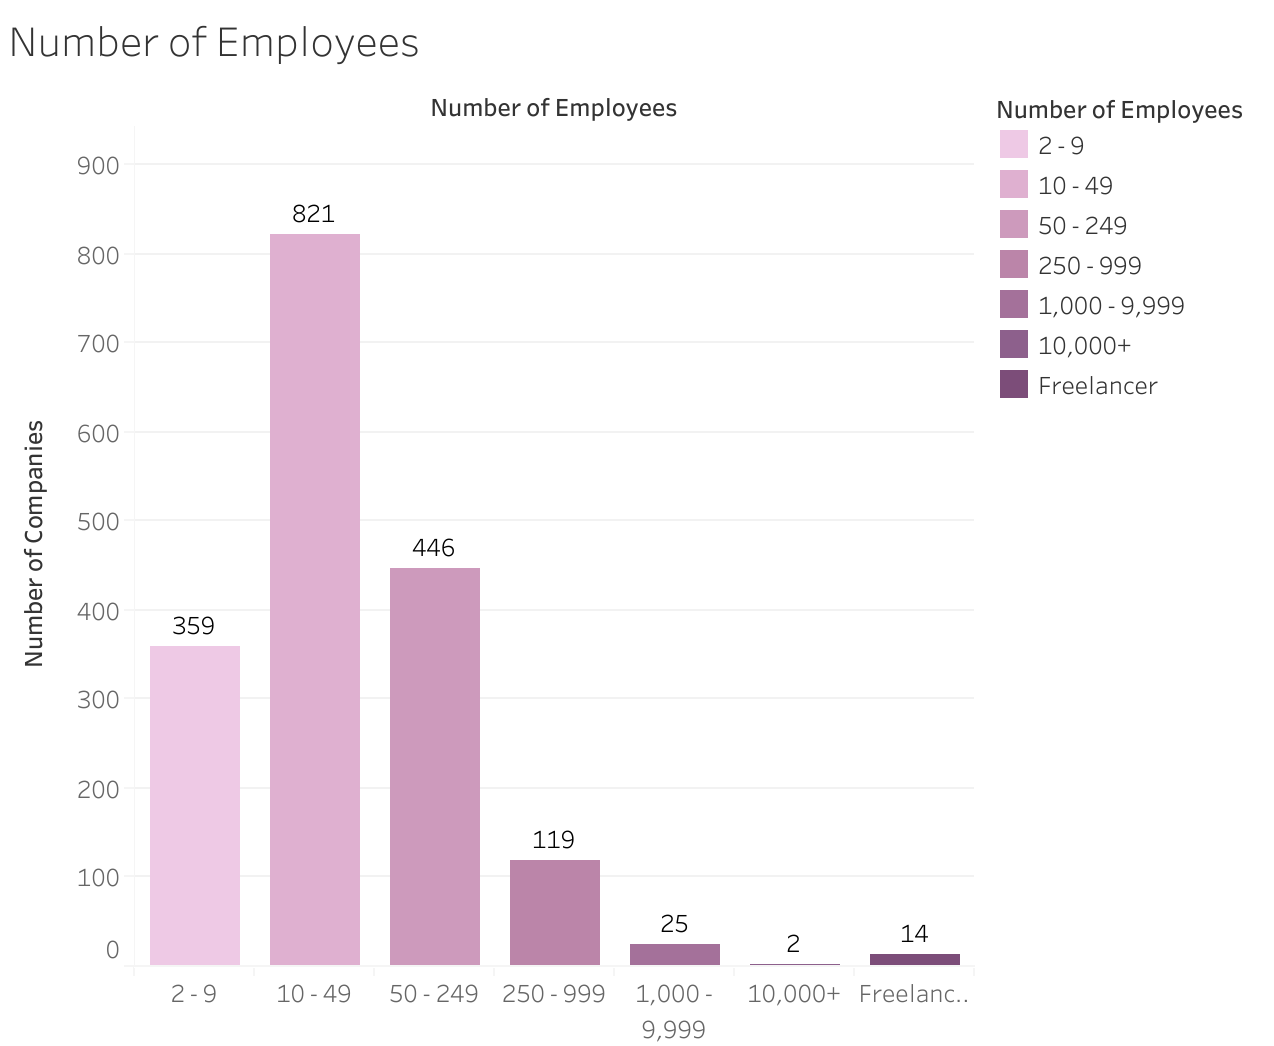 Number of Employees
Number of Employees
Number of Employees
2 - 9
10 - 49
50 - 249
250 - 999
1,000 - 9,999
10,000+
Freelancer
Number of Companies
900
800
700
600
500
400
300
200
100
0
359
821
446
119
25
2
14
2 - 9
10 - 49
50 - 249
250 - 999
1,000 -
9,999
10,000+
Freelanc..